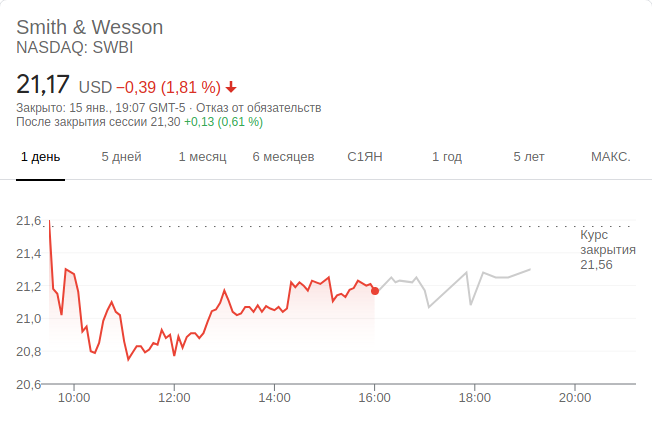 Smith & Wesson
NASDAQ: SWBI
21,17 USD −0,39 (1,81 %)
Закрыто: 15 янв., 19:07 GMT-5 · Отказ от обязательств
После закрытия сессии 21,30 +0,13 (0,61 %)
1 день 5 дней 1 месяц 6 месяцев С1ЯН 1 год 5 лет МАКС.
21,6
Курс
закрытия
21,56
21,4
21,2
21,0
20,8
20,6
10:00 12:00 14:00 16:00 18:00 20:00